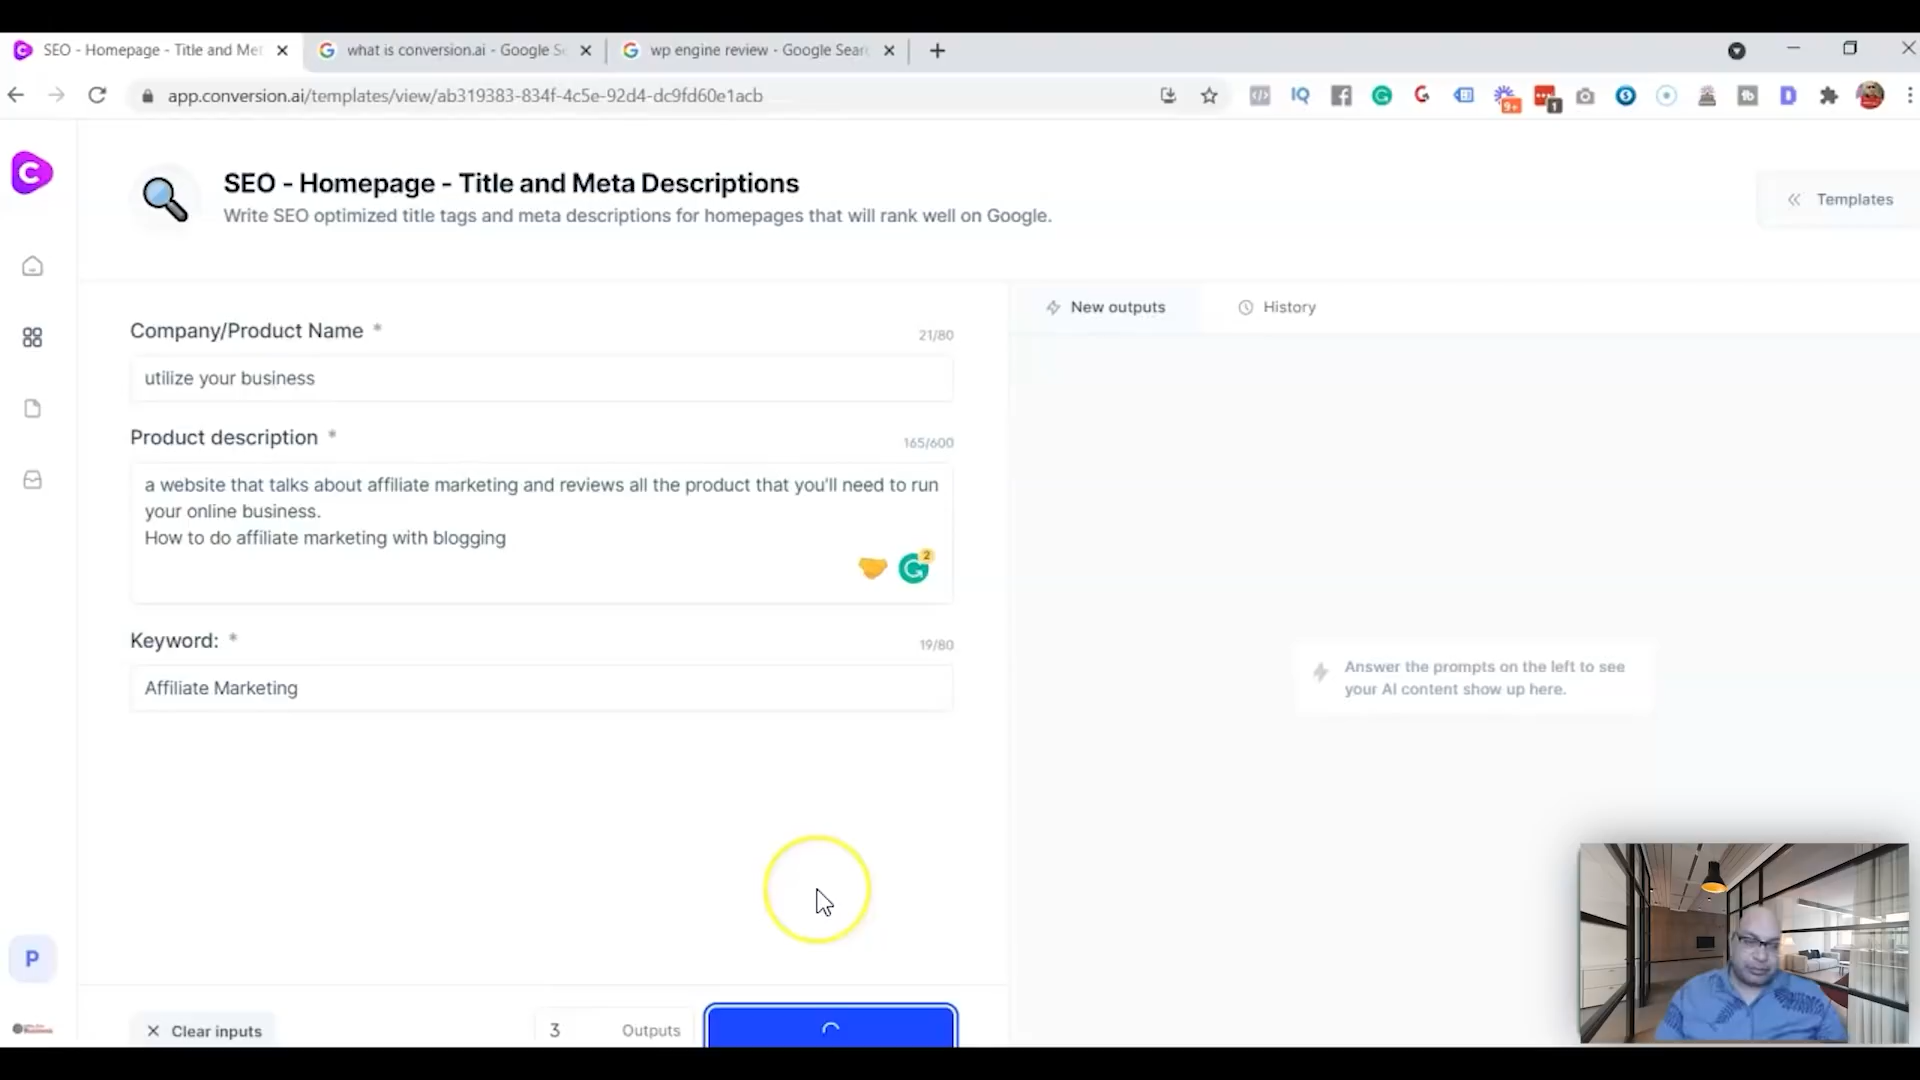 SEO - Homepage - Title and Met
what is conversion.ai - Google Se
wp engine review - Google Sear
app.conversion.ai/templates/view/ab319383-834f-4c5e-92d4-dc9fd60e1acb
IQ
9+
1
SEO - Homepage - Title and Meta Descriptions
Write SEO optimized title tags and meta descriptions for homepages that will rank well on Google.
Templates
New outputs
History
Company/Product Name *
21/80
utilize your business
Product description *
165/600
a website that talks about affiliate marketing and reviews all the product that you'll need to run
your online business.
How to do affiliate marketing with blogging
2
Keyword: *
19/80
Affiliate Marketing
Answer the prompts on the left to see
your AI content show up here.
P
Clear inputs
3
Outputs